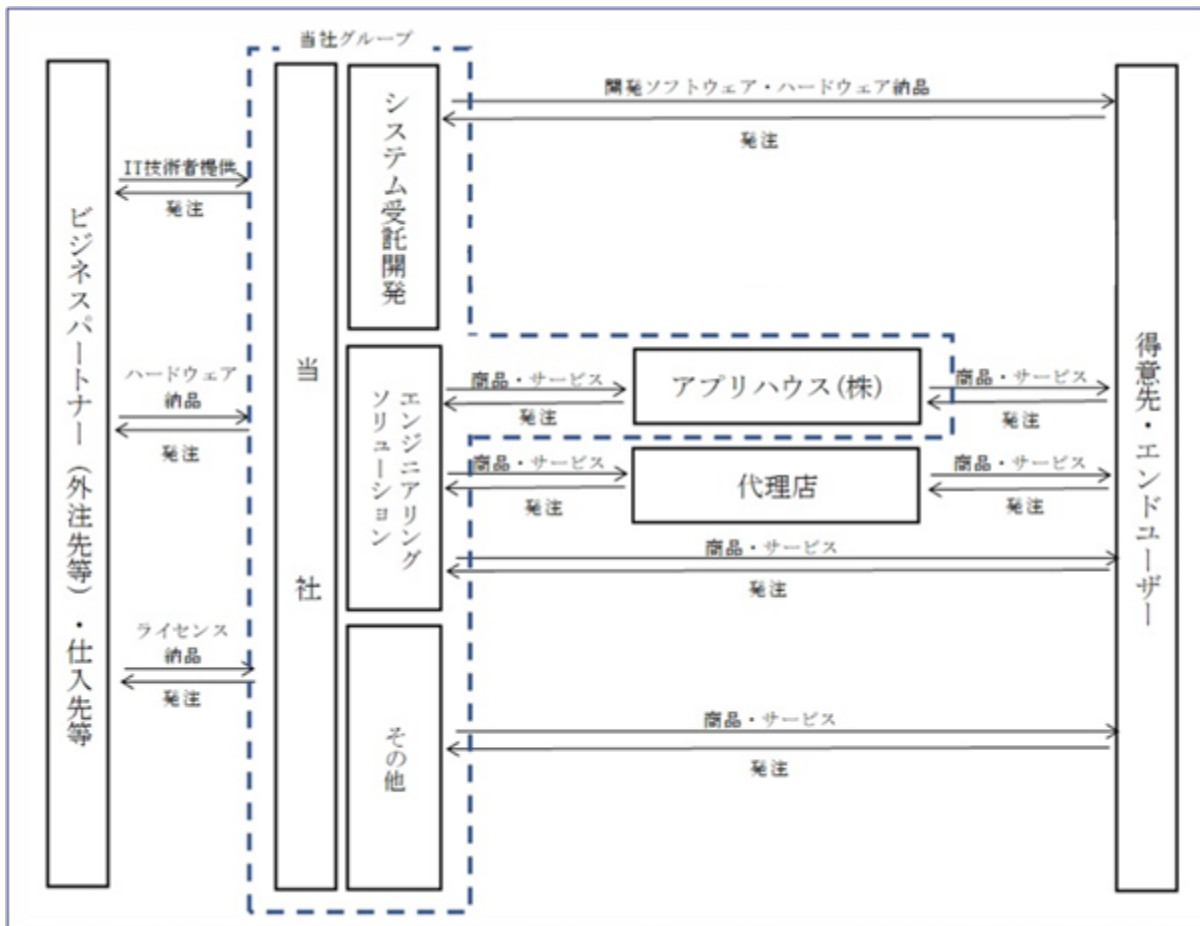 当社グループ
ビジネスパートナー（外注先等）・仕入先等
IT技術者提供
発注
ハードウェア
納品
発注
ライセンス
納品
発注
当社
システム受託開発
エンジニアリング
ソリューション
その他
開発ソフトウェア・ハードウェア納品
発注
商品・サービス
発注
アプリハウス(株)
商品・サービス
発注
商品・サービス
発注
代理店
商品・サービス
発注
商品・サービス
発注
商品・サービス
発注
得意先・エンドユーザー